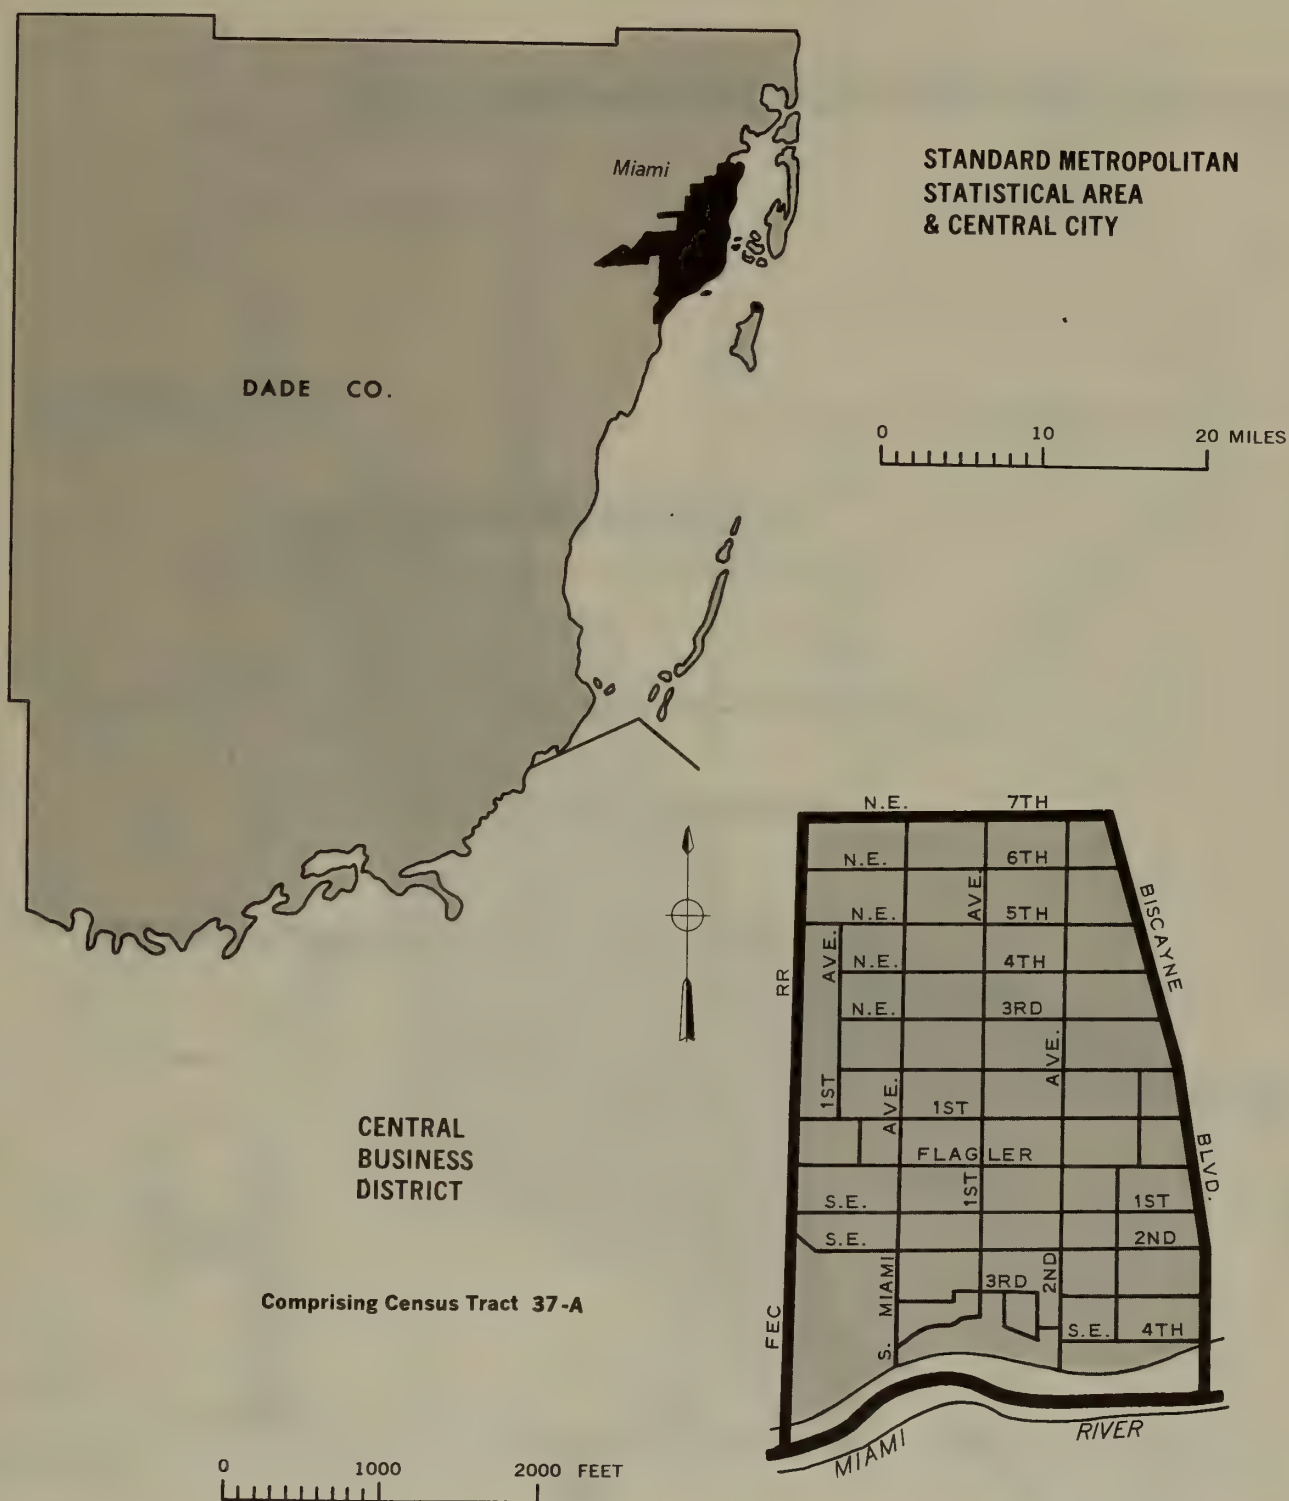 Miami
STANDARD METROPOLITAN
STATISTICAL AREA
& CENTRAL CITY
DADE CO.
0 10 20 MILES
N.E. 7TH
N.E. 6TH
AVE.
N.E. 5TH
BISCAYNE
AVE.
N.E. 4TH
RR
N.E. 3RD
AVE.
1ST
AVE.
1ST
FLAGLER
BLVD.
1ST
S.E. 1ST
S.E. 2ND
S. MIAMI
3RD
2ND
FEC
S.E. 4TH
MIAMI RIVER
CENTRAL
BUSINESS
DISTRICT
Comprising Census Tract 37-A
0 1000 2000 FEET